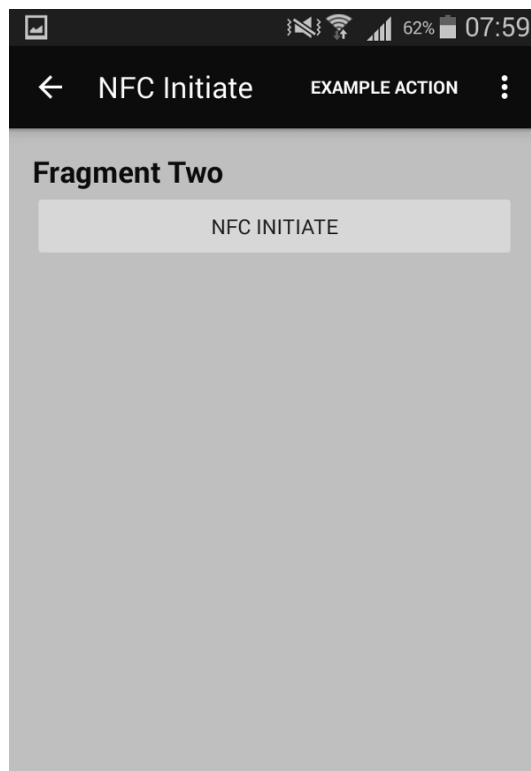 62% 07:59
NFC Initiate EXAMPLE ACTION
Fragment Two
NFC INITIATE